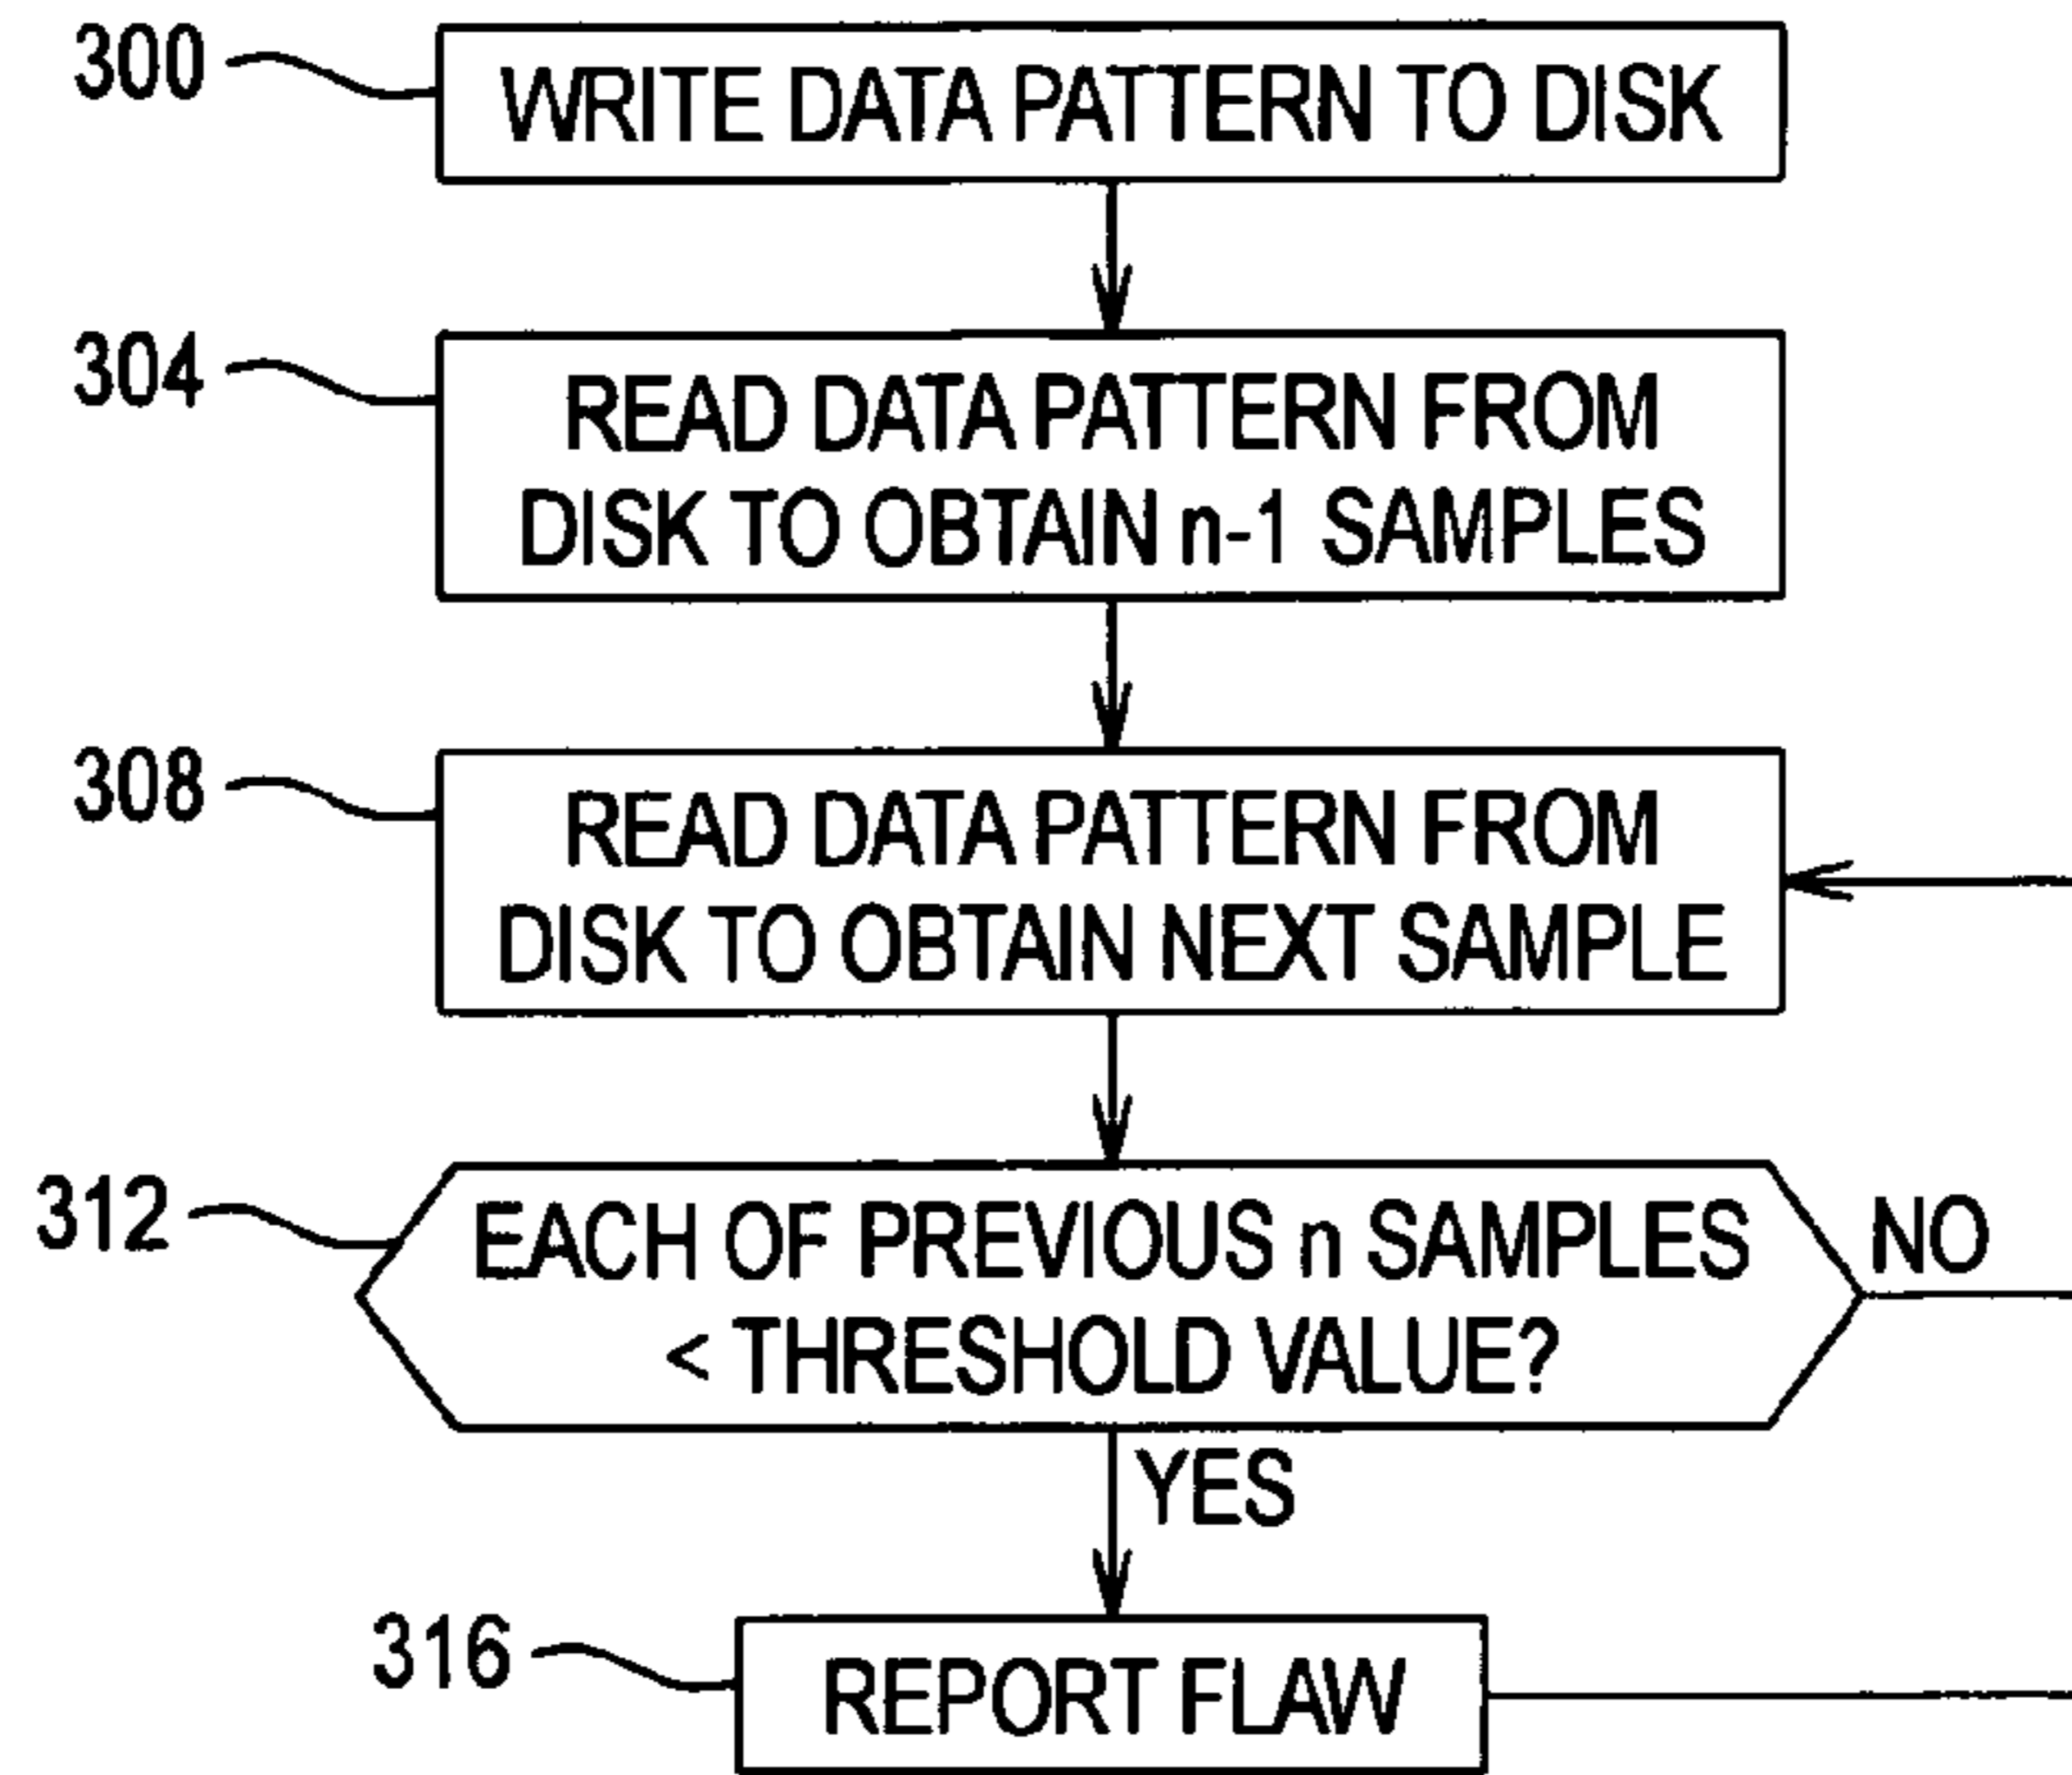 300
WRITE DATA PATTERN TO DISK
304
READ DATA PATTERN FROM
DISK TO OBTAIN n-1 SAMPLES
308
READ DATA PATTERN FROM
DISK TO OBTAIN NEXT SAMPLE
312
EACH OF PREVIOUS n SAMPLES
< THRESHOLD VALUE?
NO
YES
316
REPORT FLAW